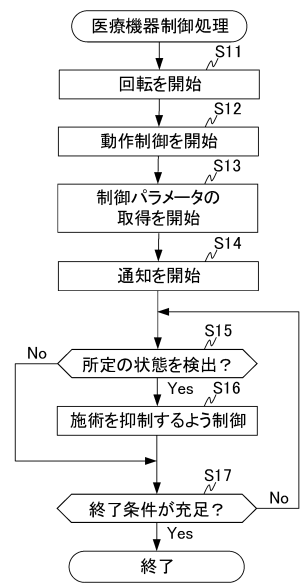 医療機器制御処理
S11
回転を開始
S12
動作制御を開始
S13
制御パラメータの
取得を開始
S14
通知を開始
S15
所定の状態を検出?
No
Yes
S16
施術を抑制するよう制御
S17
終了条件が充足?
No
Yes
終了